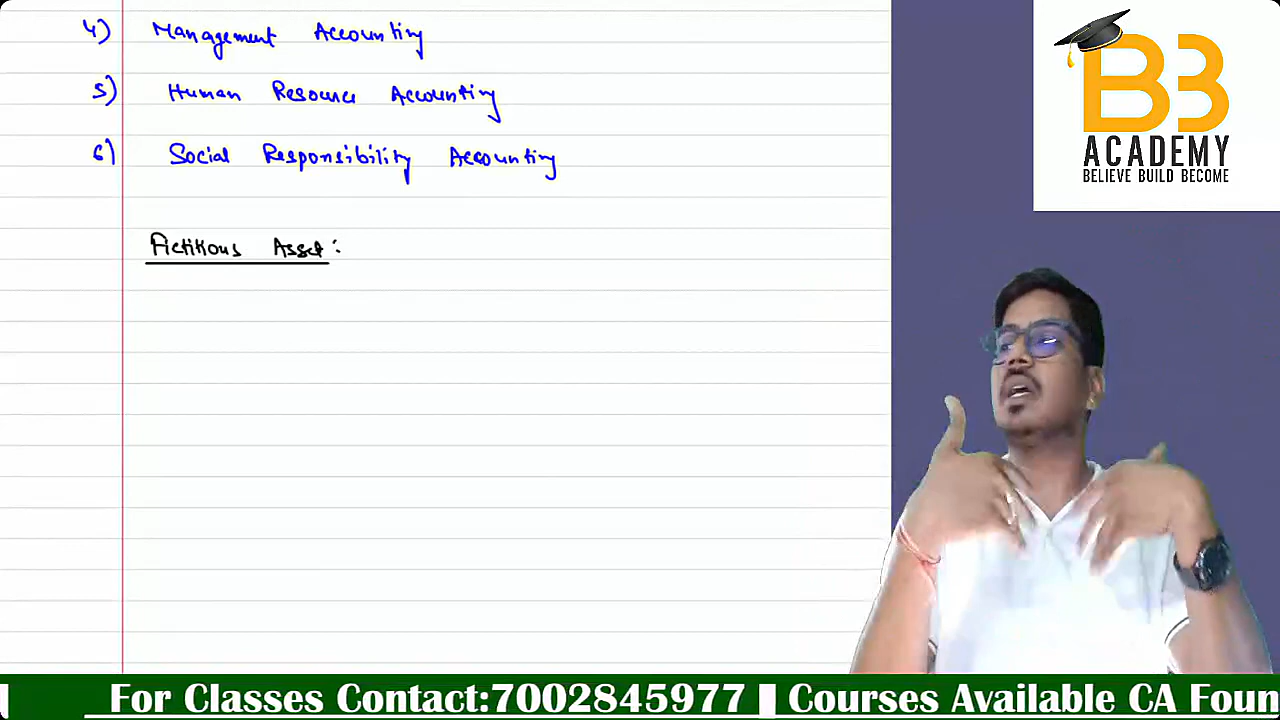 4) Management Accounting
5) Human Resource Accounting
6) Social Responsibility Accounting
Fictitious Asset:
B3
ACADEMY
BELIEVE BUILD BECOME
For Classes Contact:7002845977 | Courses Available CA Foun